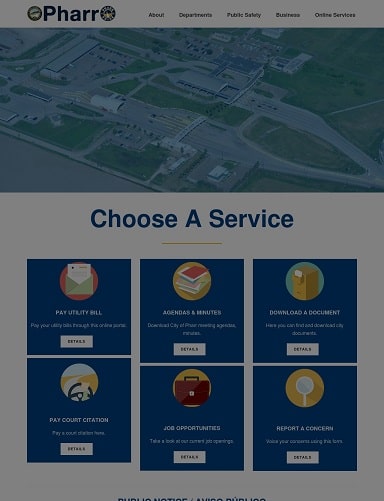 Pharr
About Departments Public Safety Business Online Services
Choose A Service
PAY UTILITY BILL
Pay your utility bills through this online portal.
DETAILS
AGENDAS & MINUTES
Download City of Pharr meeting agendas,
minutes.
DETAILS
DOWNLOAD A DOCUMENT
Here you can find and download city
documents.
DETAILS
PAY COURT CITATION
Pay a court citation here.
DETAILS
JOB OPPORTUNITIES
Take a look at our current job openings.
DETAILS
REPORT A CONCERN
Voice your concerns using this form.
DETAILS
PUBLIC NOTICE / AVISO PÚBLICO